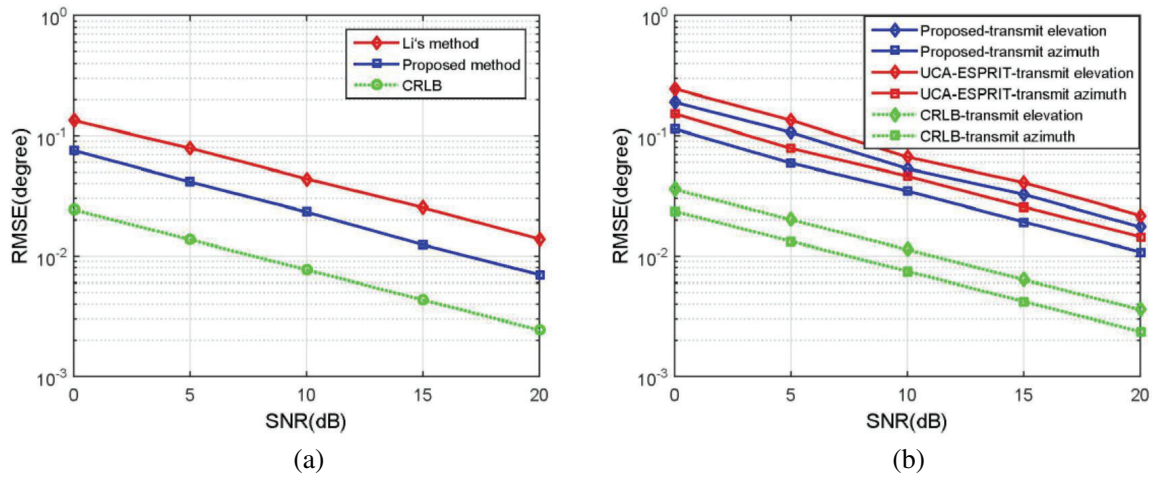 10^0
10^-1
10^-2
10^-3
RMSE(degree)
0 5 10 15 20
SNR(dB)
Li's method
Proposed method
CRLB
(a)
10^0
10^-1
10^-2
10^-3
RMSE(degree)
0 5 10 15 20
SNR(dB)
Proposed-transmit elevation
Proposed-transmit azimuth
UCA-ESPRIT-transmit elevation
UCA-ESPRIT-transmit azimuth
CRLB-transmit elevation
CRLB-transmit azimuth
(b)